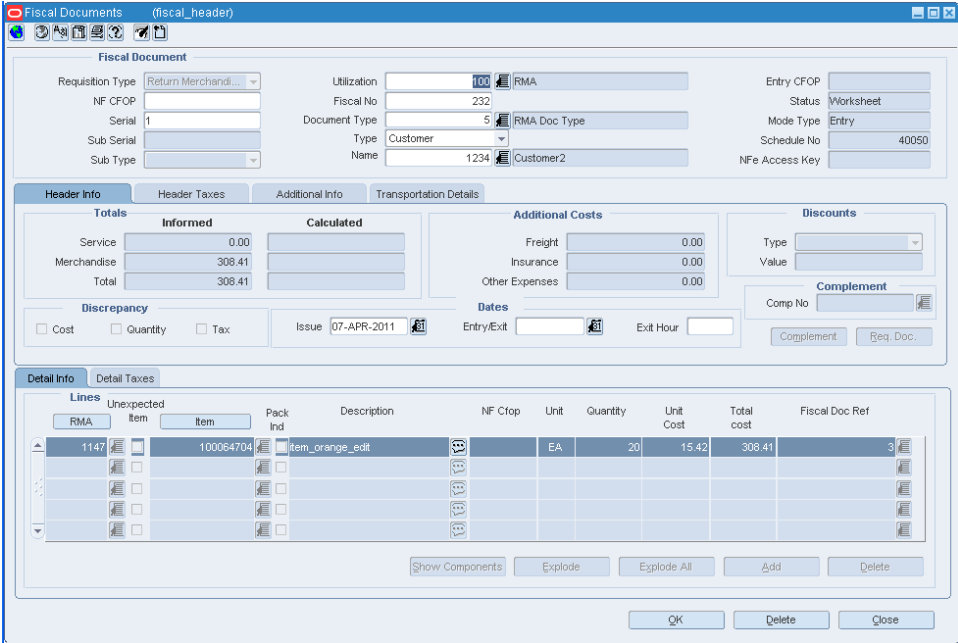 Fiscal Documents (fiscal_header)
Fiscal Document
Requisition Type Return Merchandi... Utilization 100 RMA Entry CFOP
NF CFOP Fiscal No 232 Status Worksheet
Serial 1 Document Type 5 RMA Doc Type Mode Type Entry
Sub Serial Type Customer Schedule No 40050
Sub Type Name 1234 Customer2 NFe Access Key
Header Info Header Taxes Additional Info Transportation Details
Totals Additional Costs Discounts
Informed Calculated
Service 0.00 Freight 0.00 Type
Merchandise 308.41 Insurance 0.00 Value
Total 308.41 Other Expenses 0.00
Complement
Comp No
Discrepancy Dates
Cost Quantity Tax Issue 07-APR-2011 Entry/Exit Exit Hour
Complement Req. Doc.
Detail Info Detail Taxes
Lines Unexpected Item Pack Ind Description NF Cfop Unit Quantity Unit Cost Total cost Fiscal Doc Ref
RMA Item
1147 100064704 item_orange_edit EA 20 15.42 308.41 3
Show Components Explode Explode All Add Delete
OK Delete Close